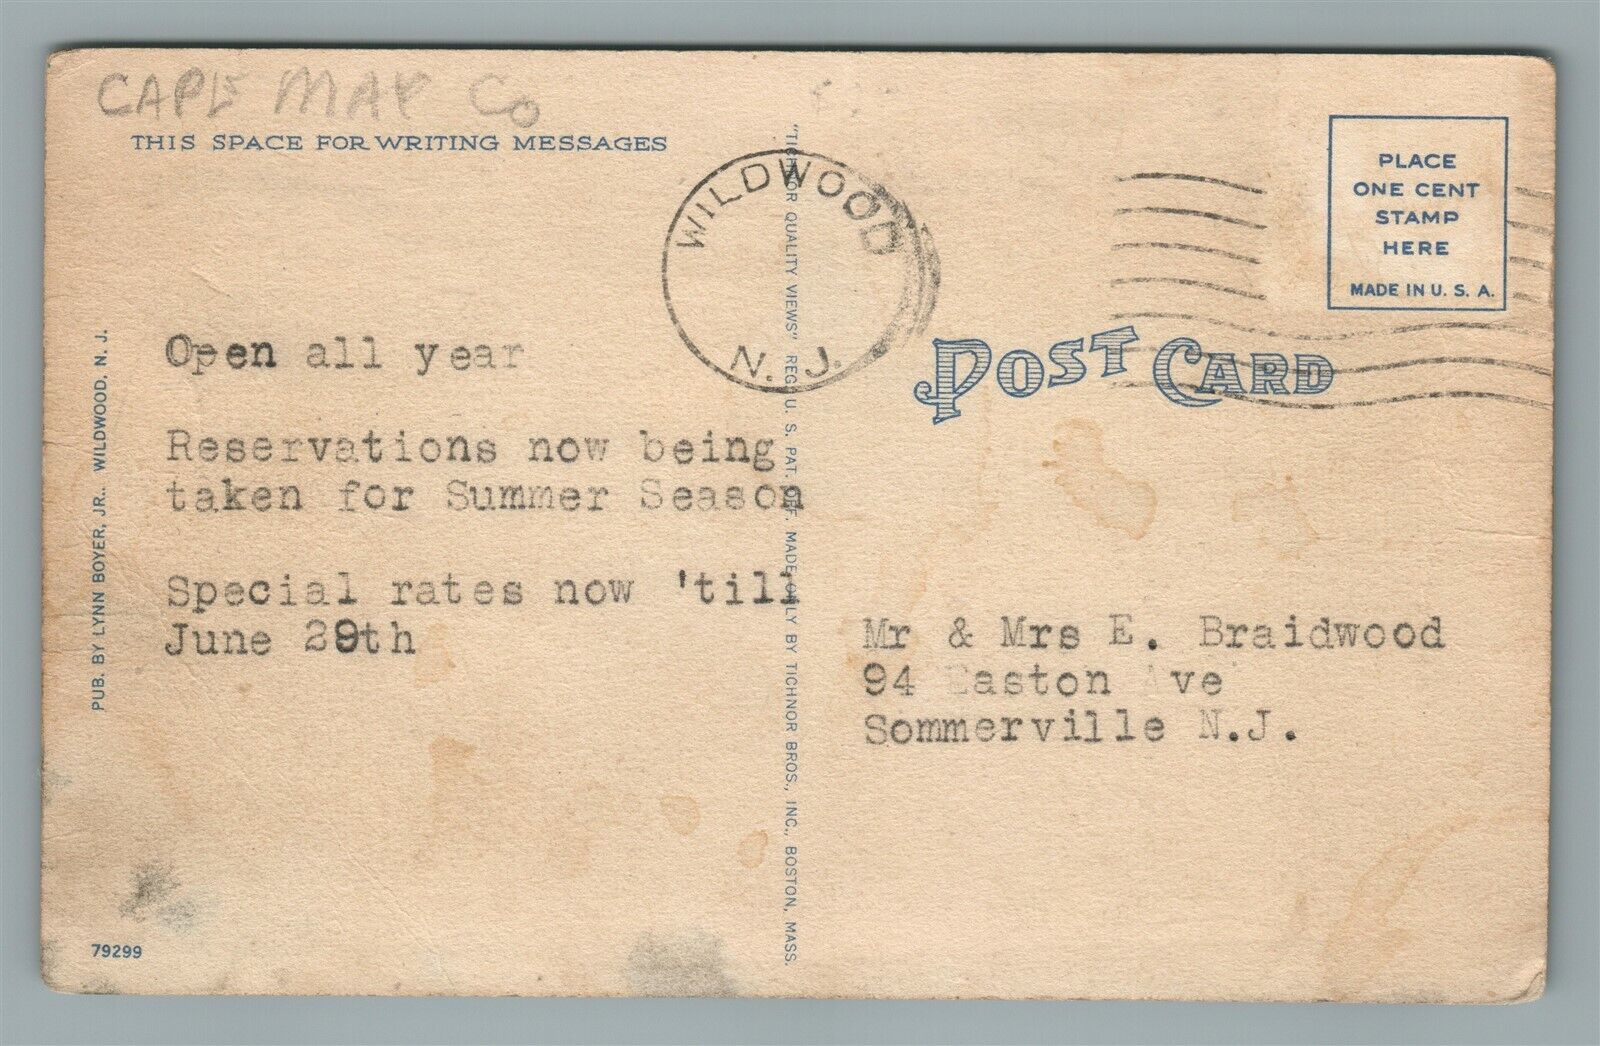 CAPE MAY Co
THIS SPACE FOR WRITING MESSAGES
Open all year
Reservations now being
taken for Summer Season
Special rates now 'till
June 29th
PUB. BY LYNN BOYER, JR., WILDWOOD, N. J.
79299
"TICHNOR QUALITY VIEWS" REG. U. S. PAT. OFF. MADE ONLY BY TICHNOR BROS., INC., BOSTON, MASS.
WILDWOOD
N. J.
PLACE
ONE CENT
STAMP
HERE
MADE IN U. S. A.
POST CARD
Mr & Mrs E. Braidwood
94 Easton Ave
Sommerville N.J.